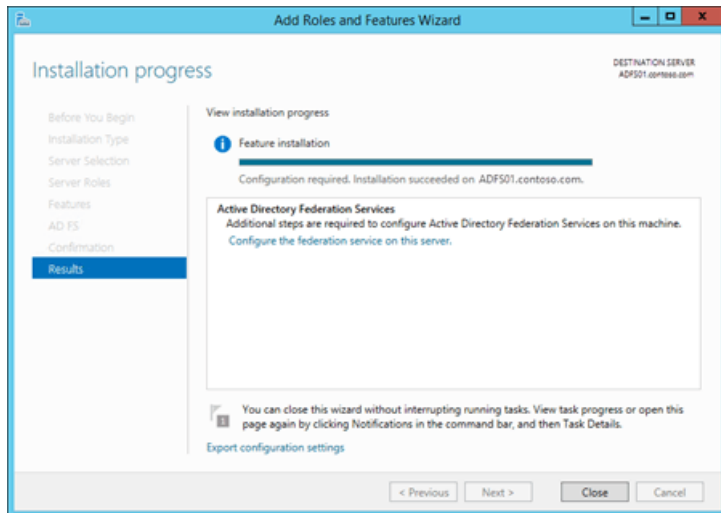 Add Roles and Features Wizard
Installation progress
DESTINATION SERVER
ADFS01.contoso.com
Before You Begin
Installation Type
Server Selection
Server Roles
Features
AD FS
Confirmation
Results
View installation progress
Feature installation
Configuration required. Installation succeeded on ADFS01.contoso.com.
Active Directory Federation Services
Additional steps are required to configure Active Directory Federation Services on this machine.
Configure the federation service on this server.
You can close this wizard without interrupting running tasks. View task progress or open this
page again by clicking Notifications in the command bar, and then Task Details.
Export configuration settings
< Previous
Next >
Close
Cancel